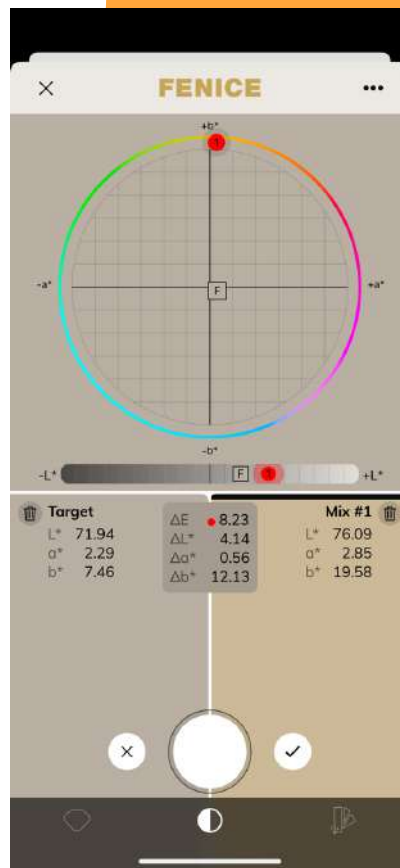 FENICE
+b*
1
-a*
F
+a*
-b*
-L*
F
1
+L*
Target
L* 71.94
a* 2.29
b* 7.46
ΔE 8.23
ΔL* 4.14
Δa* 0.56
Δb* 12.13
Mix #1
L* 76.09
a* 2.85
b* 19.58